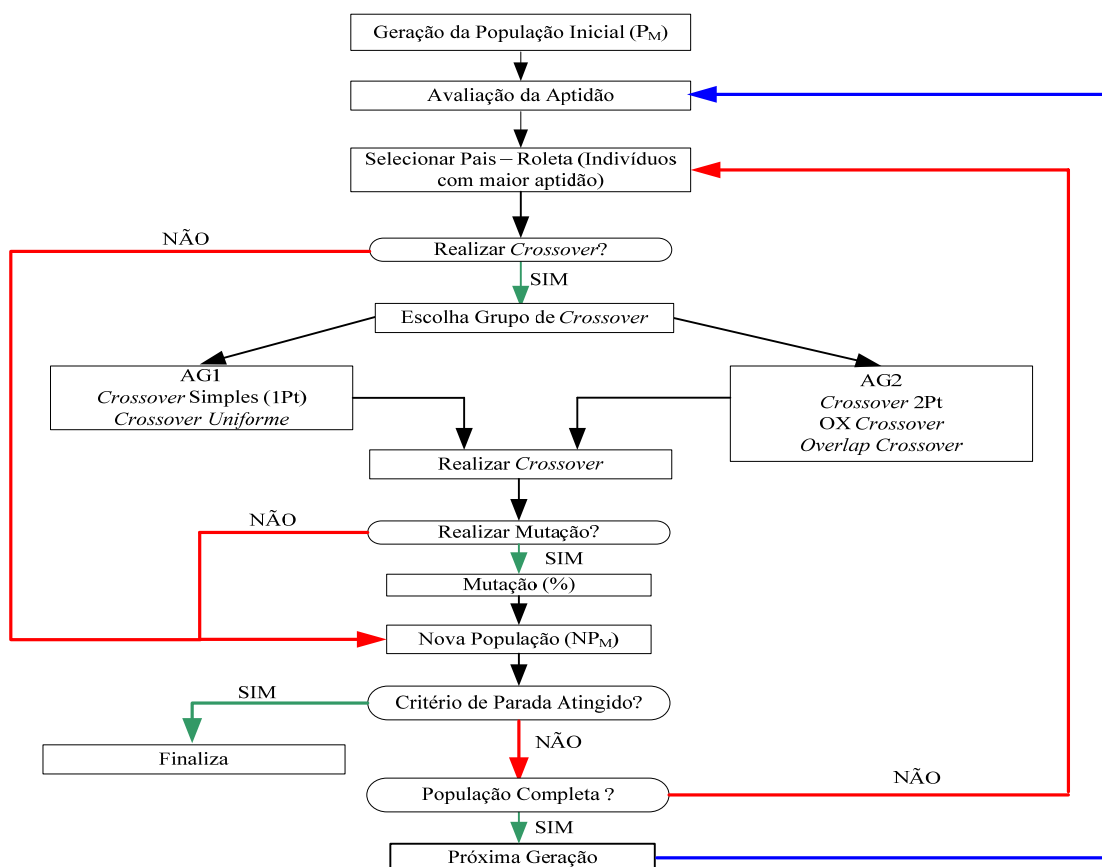 Geração da População Inicial (PM)
Avaliação da Aptidão
Selecionar Pais – Roleta (Indivíduos
com maior aptidão)
NÃO
Realizar Crossover?
SIM
Escolha Grupo de Crossover
AG1
Crossover Simples (1Pt)
Crossover Uniforme
AG2
Crossover 2Pt
OX Crossover
Overlap Crossover
Realizar Crossover
NÃO
Realizar Mutação?
SIM
Mutação (%)
Nova População (NPM)
SIM
Critério de Parada Atingido?
Finaliza
NÃO
População Completa ?
NÃO
SIM
Próxima Geração